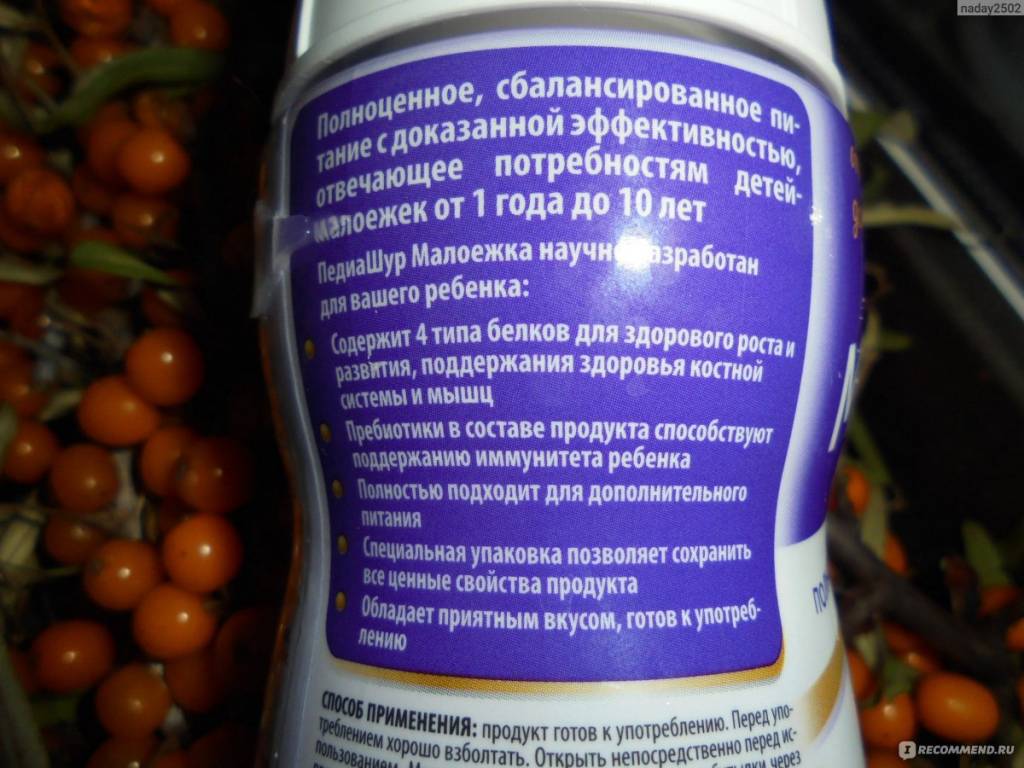 naday2502
Полноценное, сбалансированное пи-
тание с доказанной эффективностью,
отвечающее потребностям детей-
малоежек от 1 года до 10 лет
ПедиаШур Малоежка научно разработан
для вашего ребенка:
Содержит 4 типа белков для здорового роста и
развития, поддержания здоровья костной
системы и мышц
Пребиотики в составе продукта способствуют
поддержанию иммунитета ребенка
Полностью подходит для дополнительного
питания
Специальная упаковка позволяет сохранить
все ценные свойства продукта
Обладает приятным вкусом, готов к употреб-
лению
СПОСОБ ПРИМЕНЕНИЯ: продукт готов к употреблению. Перед упо-
треблением хорошо взболтать. Открыть непосредственно перед ис-
пользованием.
бутылки через
I RECOMMEND.RU